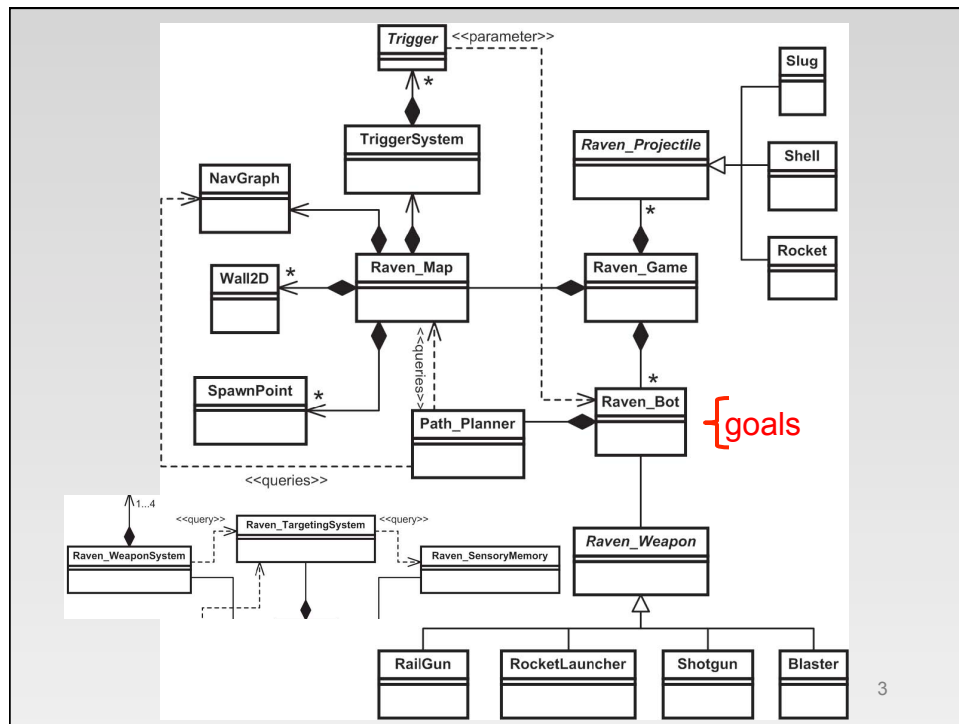 Trigger
<<parameter>>
*
Slug
TriggerSystem
Raven_Projectile
Shell
NavGraph
*
Rocket
Raven_Map
Raven_Game
Wall2D
*
<<queries>>
*
SpawnPoint
*
Raven_Bot
goals
Path_Planner
<<queries>>
1...4
<<query>>
Raven_TargetingSystem
<<query>>
Raven_WeaponSystem
Raven_SensoryMemory
Raven_Weapon
RailGun
RocketLauncher
Shotgun
Blaster
3